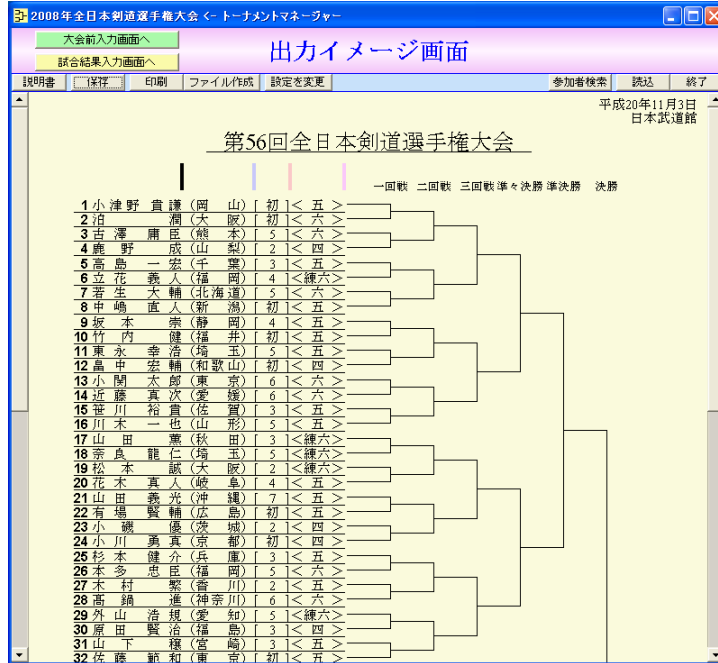 2008年全日本剣道選手権大会 <- トーナメントマネージャー
大会前入力画面へ
試合結果入力画面へ
出力イメージ画面
説明書 保存 印刷 ファイル作成 設定を変更 参加者検索 読込 終了
平成20年11月3日
日本武道館
第56回全日本剣道選手権大会
一回戦 二回戦 三回戦 準々決勝 準決勝 決勝
1 小津野 貴謙 (岡 山) [ 初 ] < 五 >
2 泊 潤 (大 阪) [ 初 ] < 六 >
3 古澤 庸臣 (熊 本) [ 5 ] < 六 >
4 鹿野 成 (山 梨) [ 2 ] < 四 >
5 高島 一宏 (千 葉) [ 3 ] < 五 >
6 立花 義人 (福 岡) [ 4 ] <練六>
7 若生 大輔 (北海道) [ 5 ] < 六 >
8 中嶋 直人 (新 潟) [ 初 ] < 五 >
9 坂本 崇 (静 岡) [ 4 ] < 五 >
10 竹内 健 (福 井) [ 初 ] < 五 >
11 東永 幸浩 (埼 玉) [ 5 ] < 五 >
12 畠中 宏輔 (和歌山) [ 初 ] < 四 >
13 小関 太郎 (東 京) [ 6 ] < 六 >
14 近藤 真次 (愛 媛) [ 6 ] < 六 >
15 笹川 裕貴 (佐 賀) [ 3 ] < 五 >
16 川木 一也 (山 形) [ 5 ] < 五 >
17 山田 薫 (秋 田) [ 3 ] <練六>
18 奈良 龍仁 (埼 玉) [ 5 ] <練六>
19 松本 誠 (大 阪) [ 2 ] <練六>
20 花木 真人 (岐 阜) [ 4 ] < 五 >
21 山田 義光 (沖 縄) [ 7 ] < 五 >
22 有場 賢輔 (広 島) [ 初 ] < 五 >
23 小磯 優 (茨 城) [ 2 ] < 四 >
24 小川 勇真 (京 都) [ 初 ] < 四 >
25 杉本 健介 (兵 庫) [ 3 ] < 五 >
26 本多 忠臣 (福 岡) [ 5 ] < 六 >
27 木村 繁 (香 川) [ 2 ] < 五 >
28 髙鍋 進 (神奈川) [ 6 ] < 六 >
29 外山 浩規 (愛 知) [ 5 ] <練六>
30 原田 賢治 (福 島) [ 3 ] < 四 >
31 山下 穣 (宮 崎) [ 3 ] < 五 >
32 佐藤 範和 (東 京) [ 初 ] < 五 >